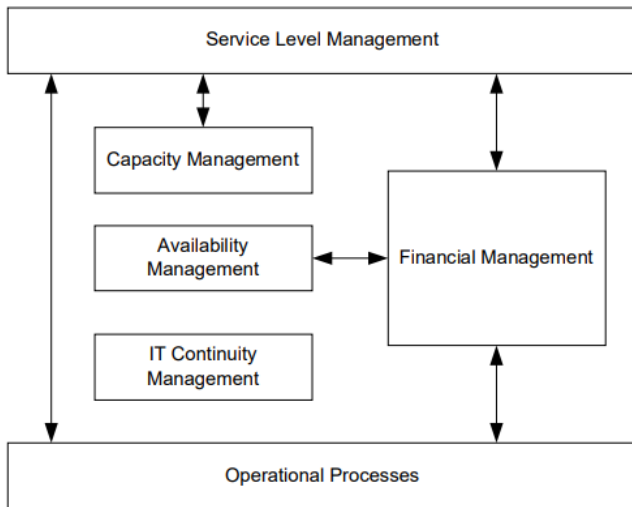 Service Level Management
Capacity Management
Availability
Management
Financial Management
IT Continuity
Management
Operational Processes